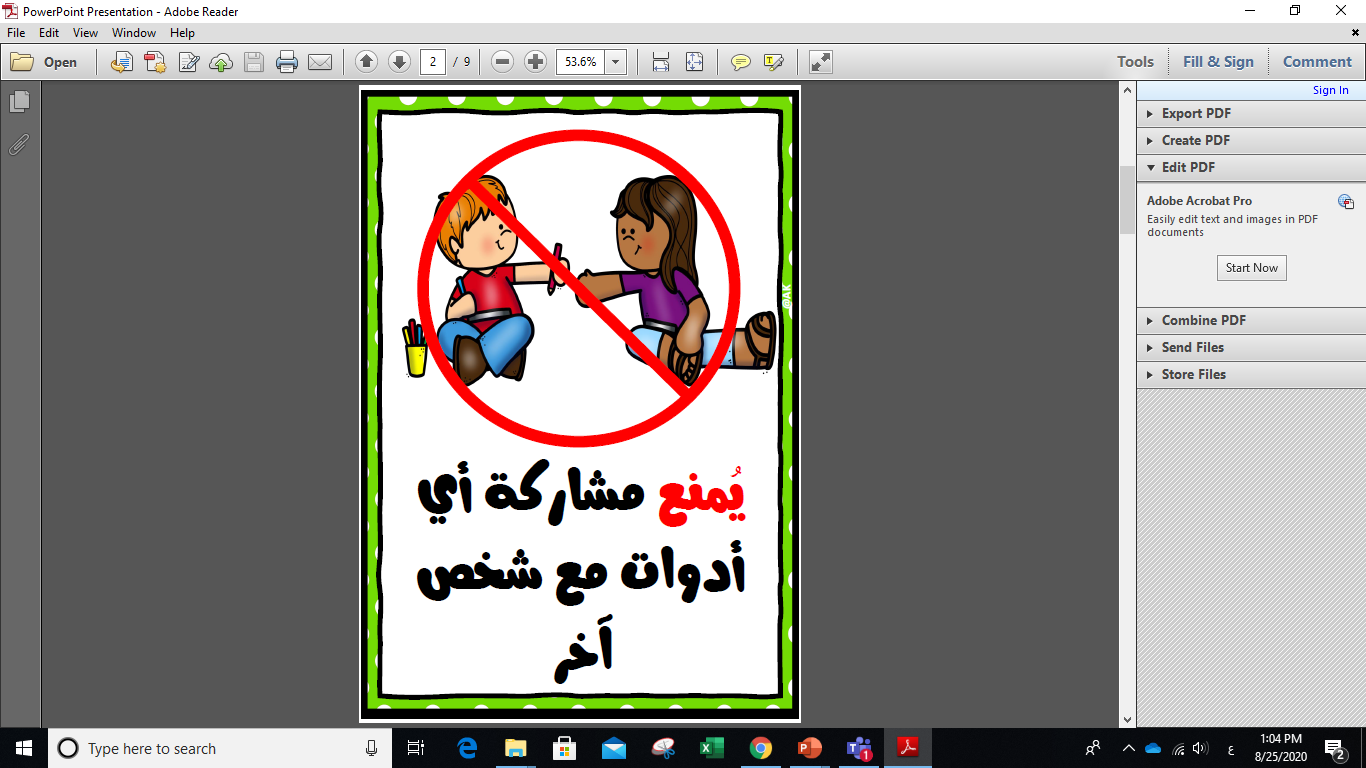 PowerPoint Presentation - Adobe Reader
File Edit View Window Help
Open 2 / 9 53.6% Tools Fill & Sign Comment
Sign In
Export PDF
Create PDF
Edit PDF
Adobe Acrobat Pro
Easily edit text and images in PDF
documents
Start Now
Combine PDF
Send Files
Store Files
@AK
يُمنع مشاركة أي
أدوات مع شخص
آخر
Type here to search
ع
1:04 PM
8/25/2020
1
2